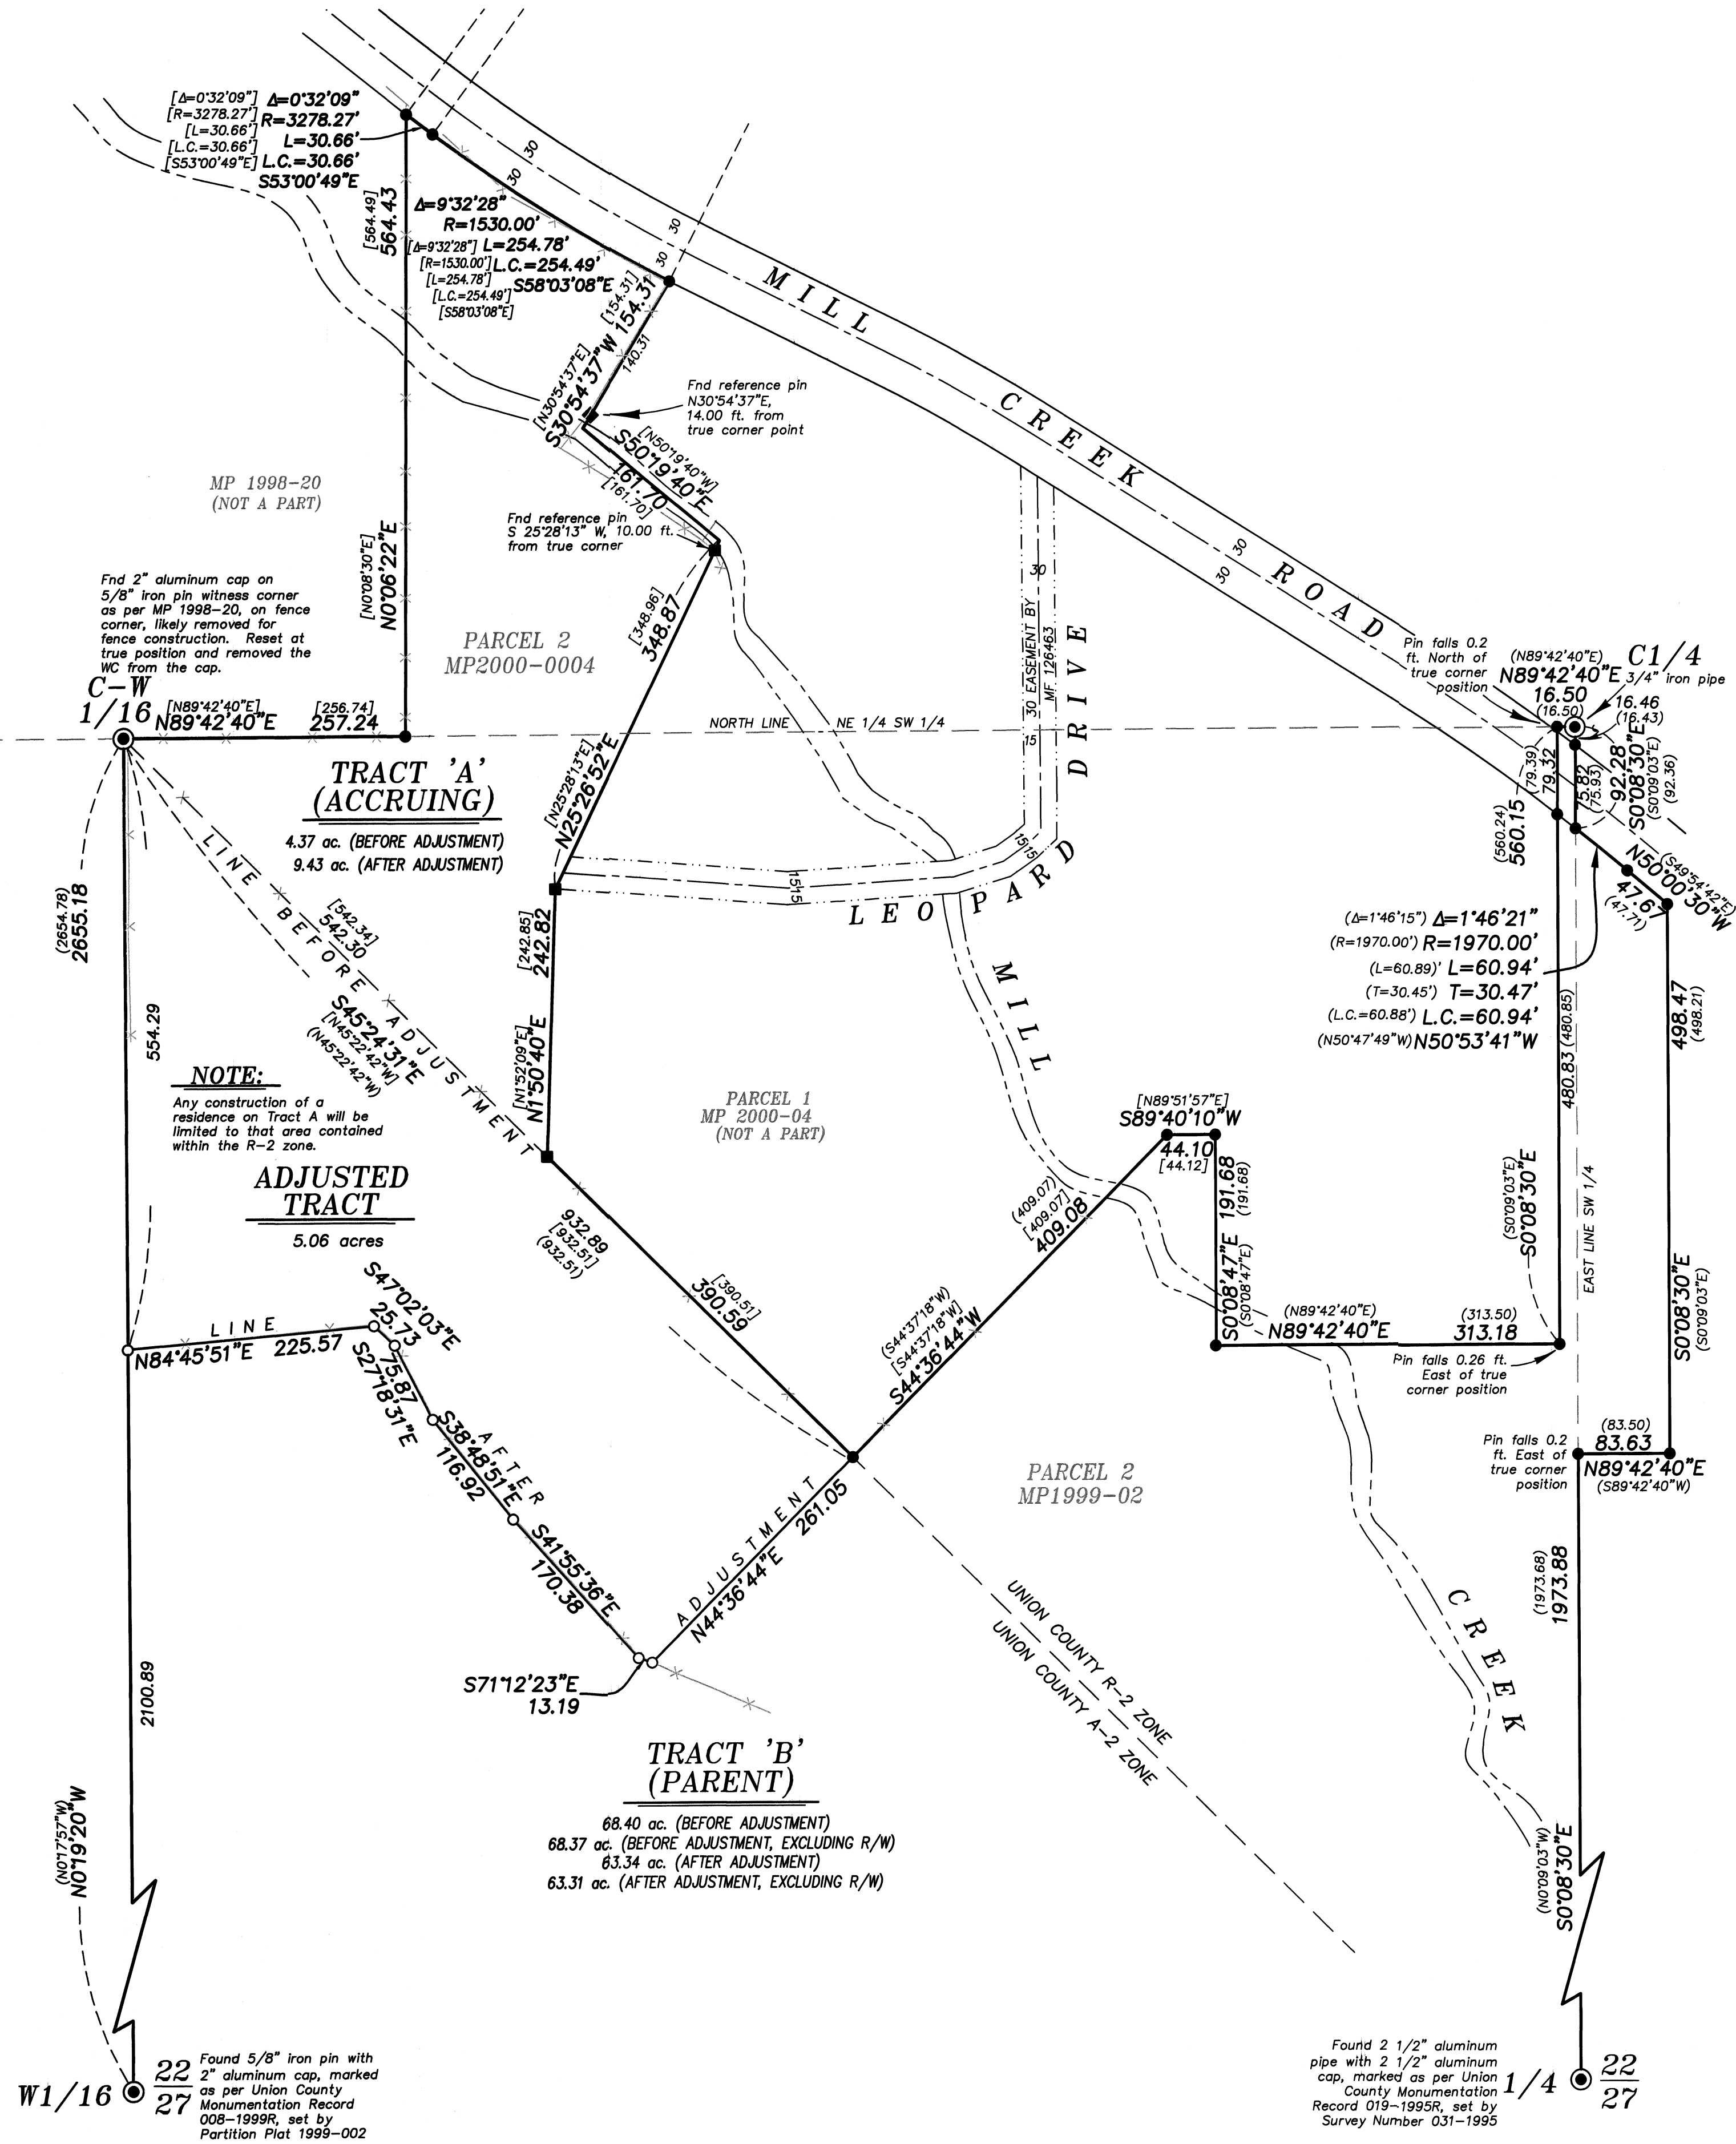 [Δ=0°32'09"] Δ=0°32'09"
[R=3278.27'] R=3278.27'
[L=30.66'] L=30.66'
[L.C.=30.66'] L.C.=30.66'
[S53°00'49"E] S53°00'49"E
[564.49]
564.43
Δ=9°32'28"
R=1530.00'
[Δ=9°32'28"] L=254.78'
[R=1530.00'] L.C.=254.49'
[L=254.78'] S58°03'08"E
[L.C.=254.49']
[S58°03'08"E]
30
30
30
30
MILL CREEK ROAD
30
30
[154.31]
[N30°54'37"E]
S30°54'37"W 154.31
140.31
Fnd reference pin
N30°54'37"E,
14.00 ft. from
true corner point
[N50°19'40"W]
S50°19'40"E
161.70
[161.70]
Fnd reference pin
S 25°28'13" W, 10.00 ft.
from true corner
MP 1998-20
(NOT A PART)
[N0°08'30"E]
N0°06'22"E
Fnd 2" aluminum cap on
5/8" iron pin witness corner
as per MP 1998-20, on fence
corner, likely removed for
fence construction. Reset at
true position and removed the
WC from the cap.
C-W
1/16
[N89°42'40"E] [256.74]
N89°42'40"E 257.24
PARCEL 2
MP2000-0004
[348.96]
348.87
[N25°28'13"E]
N25°26'52"E
NORTH LINE NE 1/4 SW 1/4
30
30 EASEMENT BY
MF 126463
15
15 15
15 15
LEOPARD DRIVE
Pin falls 0.2
ft. North of
true corner
position
(N89°42'40"E)
N89°42'40"E
16.50
(16.50)
C1/4
3/4" iron pipe
16.46
(16.43)
(79.39)
79.32
75.82
(75.93)
92.28
S0°08'30"E
(S0°09'03"E)
(92.36)
(560.24)
560.15
(S49°54'42"E)
N50°00'30"W
47.67
(47.71)
(Δ=1°46'15") Δ=1°46'21"
(R=1970.00') R=1970.00'
(L=60.89)' L=60.94'
(T=30.45') T=30.47'
(L.C.=60.88') L.C.=60.94'
(N50°47'49"W) N50°53'41"W
480.83 (480.85)
498.47
(498.21)
TRACT 'A'
(ACCRUING)
4.37 ac. (BEFORE ADJUSTMENT)
9.43 ac. (AFTER ADJUSTMENT)
(2654.78)
2655.18
554.29
LINE BEFORE ADJUSTMENT
[542.34]
542.30
S45°24'31"E
[N45°22'42"W]
(N45°22'42"W)
[242.85]
242.82
[N1°52'09"E]
N1°50'40"E
NOTE:
Any construction of a
residence on Tract A will be
limited to that area contained
within the R-2 zone.
ADJUSTED
TRACT
5.06 acres
PARCEL 1
MP 2000-04
(NOT A PART)
MILL
[N89°51'57"E]
S89°40'10"W
44.10
[44.12]
191.68
(191.68)
S0°08'47"E
(S0°08'47"E)
(S0°09'03"E)
S0°08'30"E
EAST LINE SW 1/4
S0°08'30"E
(S0°09'03"E)
932.89
[932.51]
(932.51)
[390.51]
390.59
(409.07)
[409.07]
409.08
(S44°37'18"W)
[S44°37'18"W]
S44°36'44"W
(N89°42'40"E) (313.50)
N89°42'40"E 313.18
Pin falls 0.26 ft.
East of true
corner position
LINE
N84°45'51"E 225.57
S47°02'03"E
25.73
75.87
S27°18'31"E
AFTER
S38°48'51"E
116.92
S41°55'36"E
170.38
S71°12'23"E
13.19
ADJUSTMENT
261.05
N44°36'44"E
Pin falls 0.2
ft. East of
true corner
position
(83.50)
83.63
N89°42'40"E
(S89°42'40"W)
PARCEL 2
MP1999-02
UNION COUNTY R-2 ZONE
UNION COUNTY A-2 ZONE
CREEK
(1973.68)
1973.88
(N0°09'03"W)
S0°08'30"E
2100.89
(N0°17'57"W)
N0°19'20"W
TRACT 'B'
(PARENT)
68.40 ac. (BEFORE ADJUSTMENT)
68.37 ac. (BEFORE ADJUSTMENT, EXCLUDING R/W)
63.34 ac. (AFTER ADJUSTMENT)
63.31 ac. (AFTER ADJUSTMENT, EXCLUDING R/W)
W1/16
22
27
Found 5/8" iron pin with
2" aluminum cap, marked
as per Union County
Monumentation Record
008-1999R, set by
Partition Plat 1999-002
Found 2 1/2" aluminum
pipe with 2 1/2" aluminum
cap, marked as per Union
County Monumentation
Record 019-1995R, set by
Survey Number 031-1995
1/4
22
27